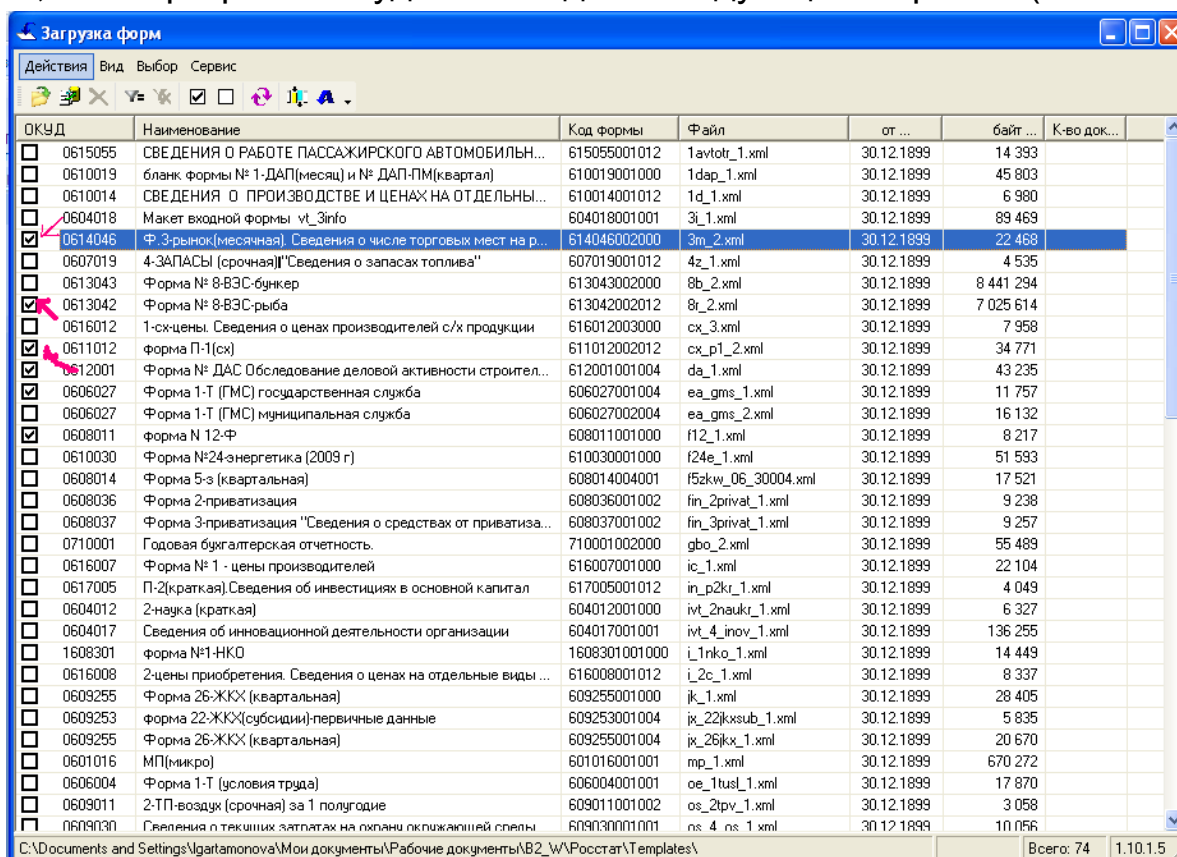 Загрузка форм
Действия Вид Выбор Сервис
ОКУД Наименование Код формы Файл от ... байт ... К-во док...
0615055 СВЕДЕНИЯ О РАБОТЕ ПАССАЖИРСКОГО АВТОМОБИЛЬН... 615055001012 1avtotr_1.xml 30.12.1899 14 393
0610019 бланк формы № 1-ДАП(месяц) и № ДАП-ПМ(квартал) 610019001000 1dap_1.xml 30.12.1899 45 803
0610014 СВЕДЕНИЯ О ПРОИЗВОДСТВЕ И ЦЕНАХ НА ОТДЕЛЬНЫ... 610014001012 1d_1.xml 30.12.1899 6 980
0604018 Макет входной формы vt_3info 604018001001 3i_1.xml 30.12.1899 89 469
0614046 Ф.3-рынок(месячная). Сведения о числе торговых мест на р... 614046002000 3m_2.xml 30.12.1899 22 468
0607019 4-ЗАПАСЫ (срочная)|"Сведения о запасах топлива" 607019001012 4z_1.xml 30.12.1899 4 535
0613043 Форма № 8-ВЭС-бункер 613043002000 8b_2.xml 30.12.1899 8 441 294
0613042 Форма № 8-ВЭС-рыба 613042002012 8r_2.xml 30.12.1899 7 025 614
0616012 1-сх-цены. Сведения о ценах производителей с/х продукции 616012003000 cx_3.xml 30.12.1899 7 958
0611012 форма П-1(сх) 611012002012 cx_p1_2.xml 30.12.1899 34 771
0612001 Форма № ДАС Обследование деловой активности строител... 612001001004 da_1.xml 30.12.1899 43 235
0606027 Форма 1-Т (ГМС) государственная служба 606027001004 ea_gms_1.xml 30.12.1899 11 757
0606027 Форма 1-Т (ГМС) муниципальная служба 606027002004 ea_gms_2.xml 30.12.1899 16 132
0608011 форма N 12-Ф 608011001000 f12_1.xml 30.12.1899 8 217
0610030 Форма №24-энергетика (2009 г) 610030001000 f24e_1.xml 30.12.1899 51 593
0608014 Форма 5-з (квартальная) 608014004001 f5zkw_06_30004.xml 30.12.1899 17 521
0608036 Форма 2-приватизация 608036001002 fin_2privat_1.xml 30.12.1899 9 238
0608037 Форма 3-приватизация "Сведения о средствах от приватиза... 608037001002 fin_3privat_1.xml 30.12.1899 9 257
0710001 Годовая бухгалтерская отчетность. 710001002000 gbo_2.xml 30.12.1899 55 489
0616007 Форма № 1 - цены производителей 616007001000 ic_1.xml 30.12.1899 22 104
0617005 П-2(краткая).Сведения об инвестициях в основной капитал 617005001012 in_p2kr_1.xml 30.12.1899 4 049
0604012 2-наука (краткая) 604012001000 ivt_2naukr_1.xml 30.12.1899 6 327
0604017 Сведения об инновационной деятельности организации 604017001001 ivt_4_inov_1.xml 30.12.1899 136 255
1608301 форма №1-НКО 1608301001000 i_1nko_1.xml 30.12.1899 14 449
0616008 2-цены приобретения. Сведения о ценах на отдельные виды ... 616008001012 i_2c_1.xml 30.12.1899 8 337
0609255 Форма 26-ЖКХ (квартальная) 609255001000 jk_1.xml 30.12.1899 28 405
0609253 форма 22-ЖКХ(субсидии)-первичные данные 609253001004 jx_22jkxsub_1.xml 30.12.1899 5 835
0609255 Форма 26-ЖКХ (квартальная) 609255001004 jx_26jkx_1.xml 30.12.1899 20 670
0601016 МП(микро) 601016001001 mp_1.xml 30.12.1899 670 272
0606004 Форма 1-Т (условия труда) 606004001001 oe_1tusl_1.xml 30.12.1899 17 870
0609011 2-ТП-воздух (срочная) за 1 полугодие 609011001002 os_2tpv_1.xml 30.12.1899 3 058
0609030 Сведения о текущих затратах на охрану окружающей среды 609030001001 os_4_os_1.xml 30.12.1899 10 056
C:\Documents and Settings\Igartamonova\Мои документы\Рабочие документы\B2_W\Росстат\Templates\ Всего: 74 1.10.1.5